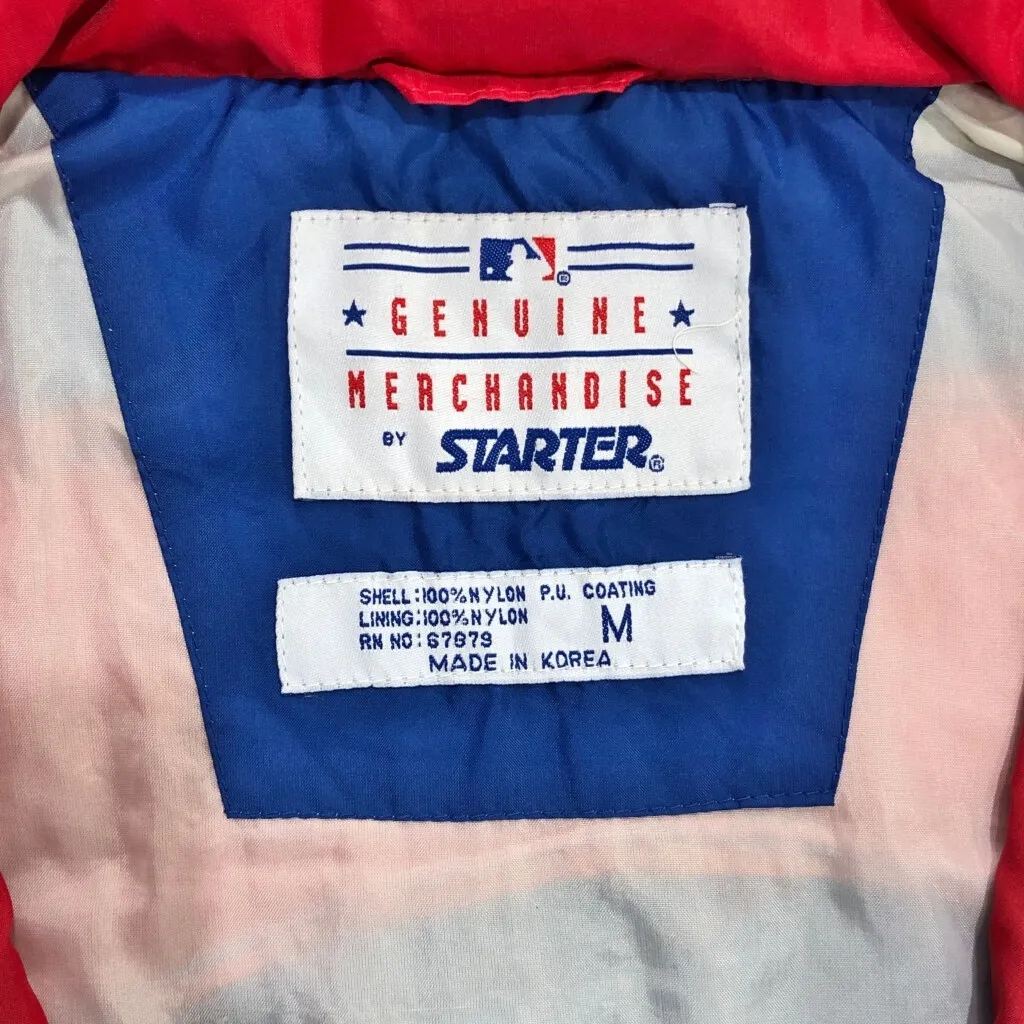 GENUINE
MERCHANDISE
BY STARTER®
SHELL:100%NYLON P.U. COATING
LINING:100%NYLON
RN NO:67979
M
MADE IN KOREA